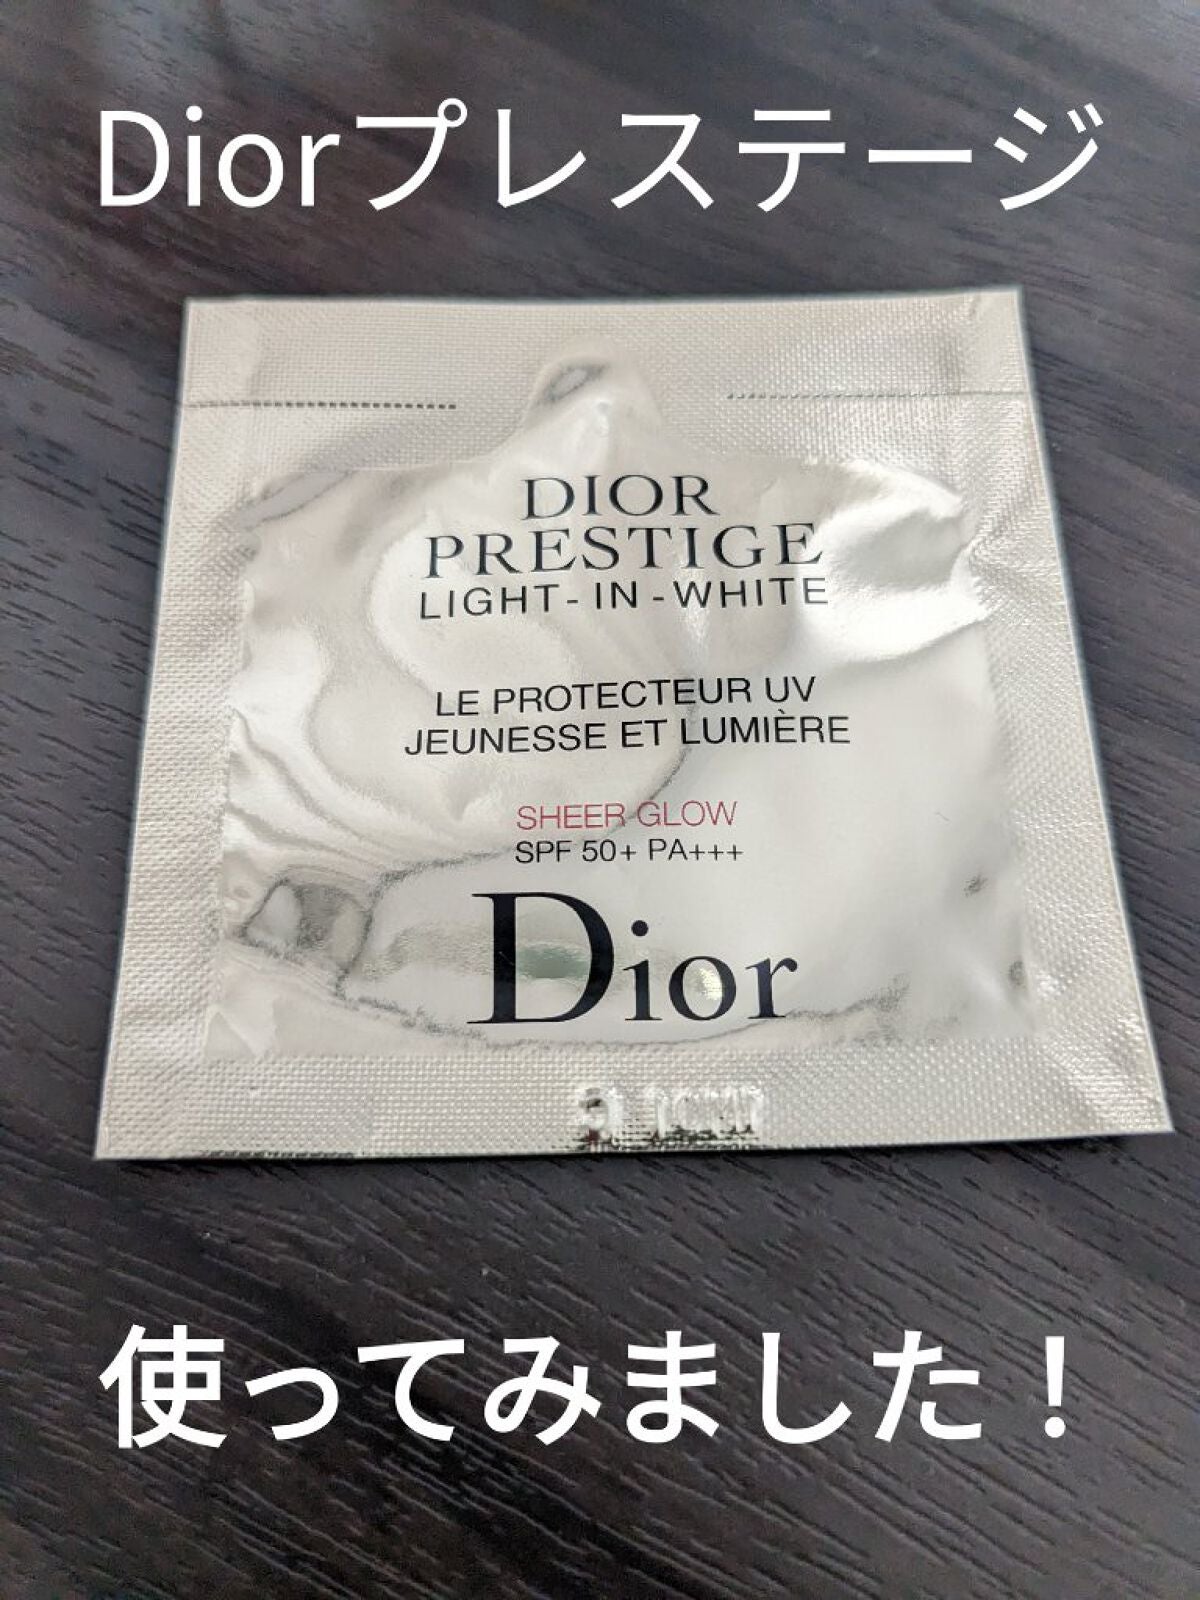 Diorプレステージ
DIOR
PRESTIGE
LIGHT-IN-WHITE
LE PROTECTEUR UV
JEUNESSE ET LUMIÈRE
SHEER GLOW
SPF 50+ PA+++
Dior
使ってみました！